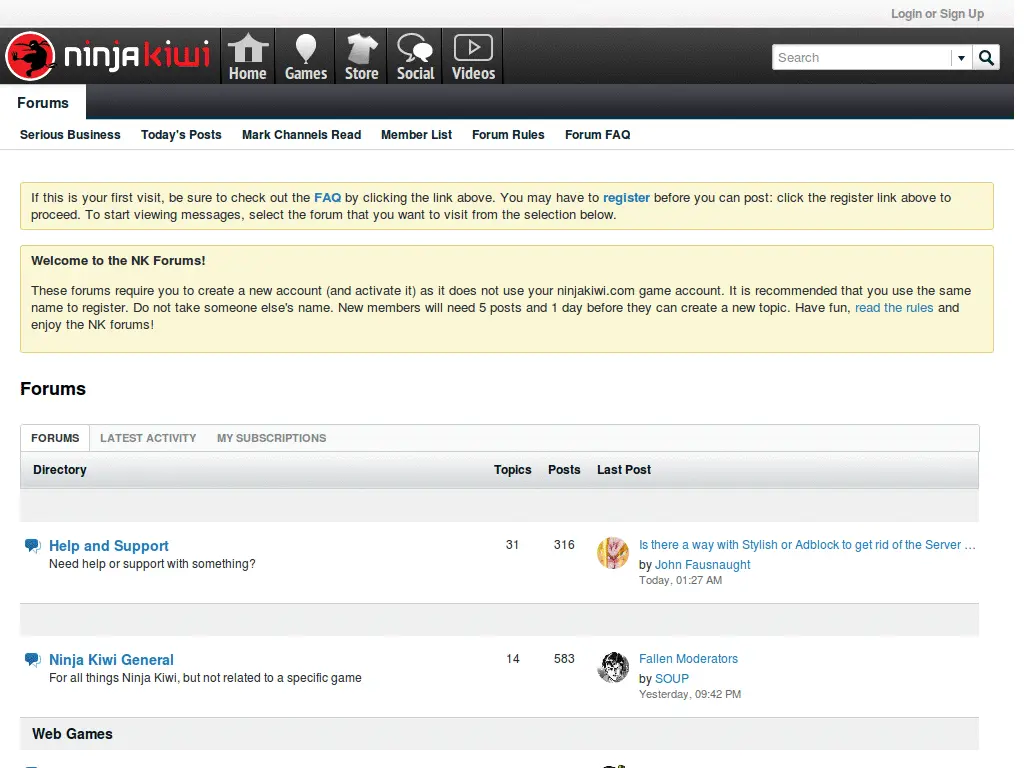 Login or Sign Up
ninjakiwi
Home
Games
Store
Social
Videos
Search
Forums
Serious Business
Today's Posts
Mark Channels Read
Member List
Forum Rules
Forum FAQ
If this is your first visit, be sure to check out the FAQ by clicking the link above. You may have to register before you can post: click the register link above to
proceed. To start viewing messages, select the forum that you want to visit from the selection below.
Welcome to the NK Forums!
These forums require you to create a new account (and activate it) as it does not use your ninjakiwi.com game account. It is recommended that you use the same
name to register. Do not take someone else's name. New members will need 5 posts and 1 day before they can create a new topic. Have fun, read the rules and
enjoy the NK forums!
Forums
FORUMS
LATEST ACTIVITY
MY SUBSCRIPTIONS
Directory
Topics
Posts
Last Post
Help and Support
Need help or support with something?
31
316
Is there a way with Stylish or Adblock to get rid of the Server ...
by John Fausnaught
Today, 01:27 AM
Ninja Kiwi General
For all things Ninja Kiwi, but not related to a specific game
14
583
Fallen Moderators
by SOUP
Yesterday, 09:42 PM
Web Games